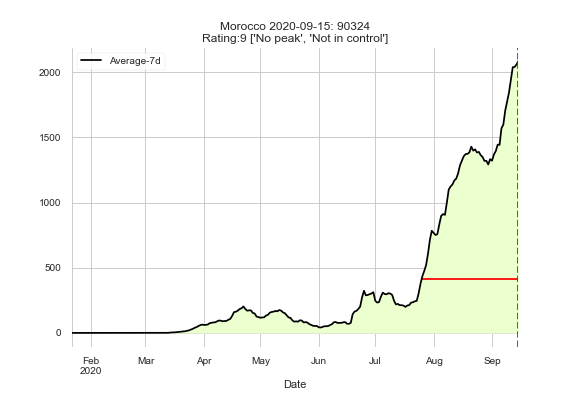 Morocco 2020-09-15: 90324
Rating:9 ['No peak', 'Not in control']
Average-7d
2000
1500
1000
500
0
Feb Mar Apr May Jun Jul Aug Sep
2020
Date